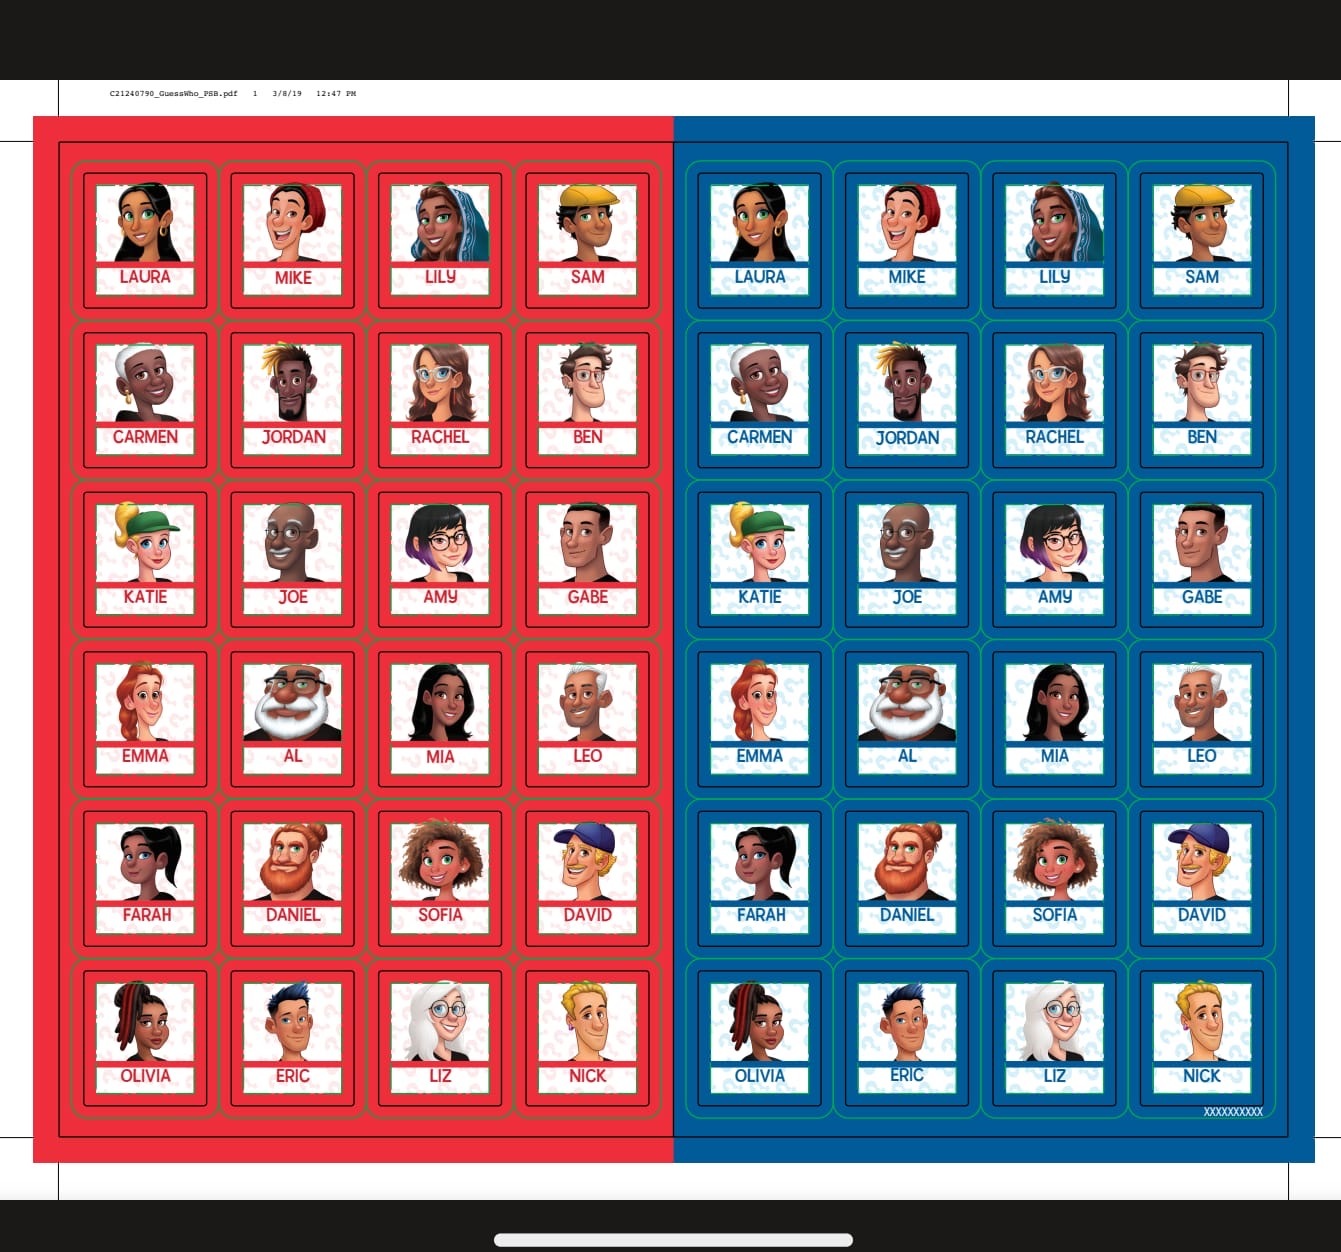 C21240790_GuessWho_PSB.pdf 1 3/8/19 12:47 PM
LAURA MIKE LILY SAM LAURA MIKE LILY SAM
CARMEN JORDAN RACHEL BEN CARMEN JORDAN RACHEL BEN
KATIE JOE AMY GABE KATIE JOE AMY GABE
EMMA AL MIA LEO EMMA AL MIA LEO
FARAH DANIEL SOFIA DAVID FARAH DANIEL SOFIA DAVID
OLIVIA ERIC LIZ NICK OLIVIA ERIC LIZ NICK
XXXXXXXXXX